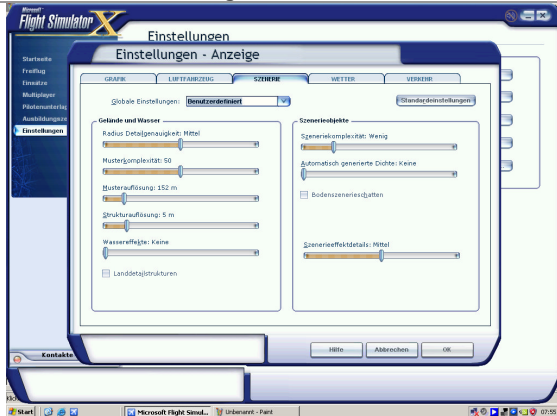 Microsoft
Flight Simulator X
Einstellungen
Einstellungen - Anzeige
Startseite
Freiflug
Einsätze
Multiplayer
Pilotenunterlag
Ausbildungsze
Einstellungen
GRAFIK LUFTFAHRZEUG SZENERIE WETTER VERKEHR
Globale Einstellungen: Benutzerdefiniert
Standardeinstellungen
Gelände und Wasser
Radius Detailgenauigkeit: Mittel
Musterkomplexität: 50
Musterauflösung: 152 m
Strukturauflösung: 5 m
Wassereffekte: Keine
Landdetailstrukturen
Szenerieobjekte
Szeneriekomplexität: Wenig
Automatisch generierte Dichte: Keine
Bodenszenerieschatten
Szenerieeffektdetails: Mittel
Hilfe Abbrechen OK
Kontakte
Start Microsoft Flight Simul... Unbenannt - Paint 07:55